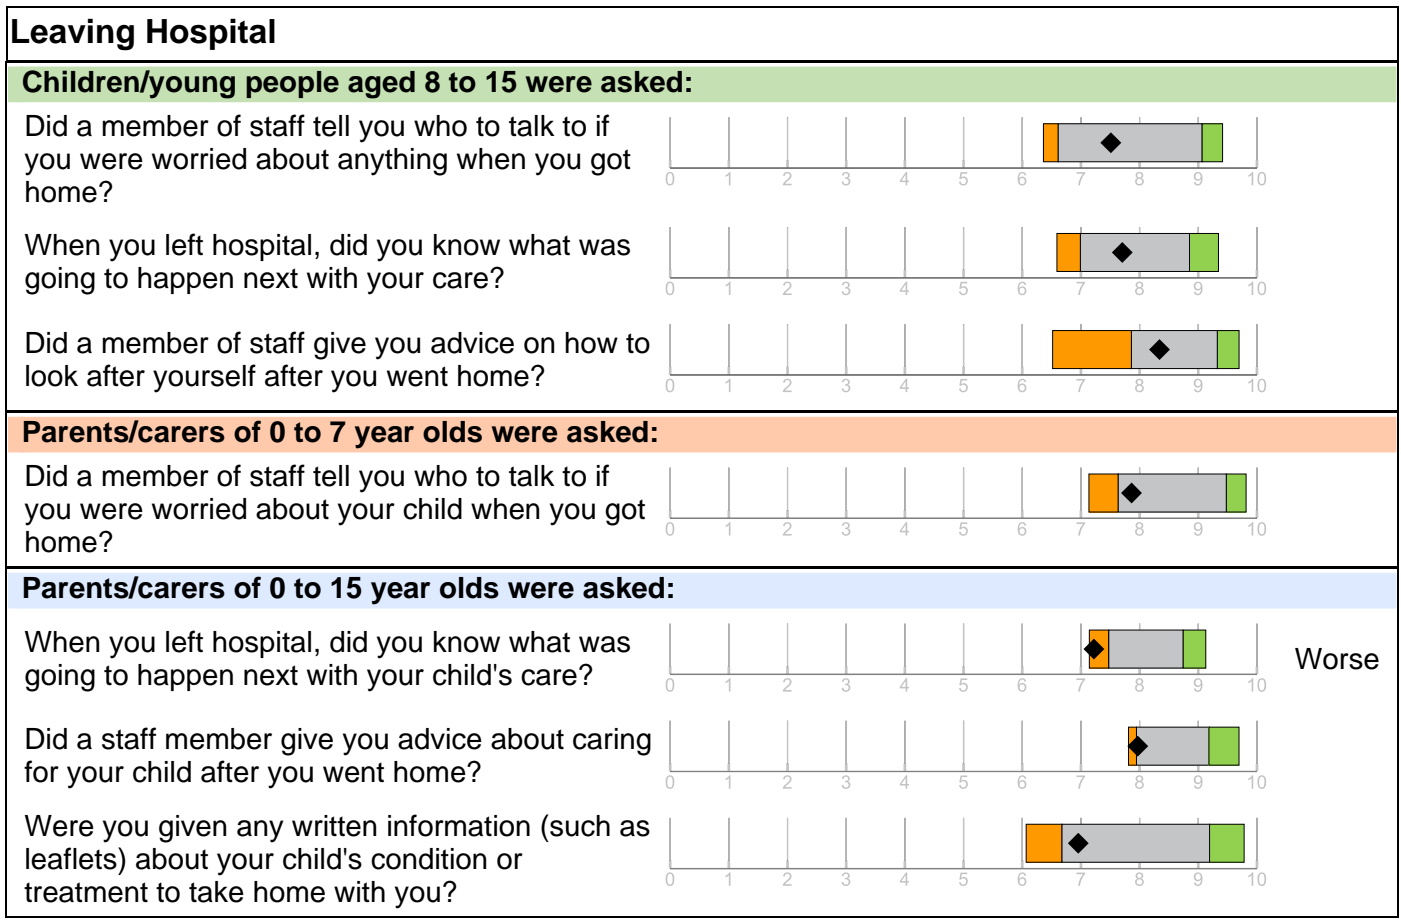 Leaving Hospital
Children/young people aged 8 to 15 were asked:
Did a member of staff tell you who to talk to if
you were worried about anything when you got
home?
0 1 2 3 4 5 6 7 8 9 10
When you left hospital, did you know what was
going to happen next with your care?
0 1 2 3 4 5 6 7 8 9 10
Did a member of staff give you advice on how to
look after yourself after you went home?
0 1 2 3 4 5 6 7 8 9 10
Parents/carers of 0 to 7 year olds were asked:
Did a member of staff tell you who to talk to if
you were worried about your child when you got
home?
0 1 2 3 4 5 6 7 8 9 10
Parents/carers of 0 to 15 year olds were asked:
When you left hospital, did you know what was
going to happen next with your child's care?
0 1 2 3 4 5 6 7 8 9 10
Worse
Did a staff member give you advice about caring
for your child after you went home?
0 1 2 3 4 5 6 7 8 9 10
Were you given any written information (such as
leaflets) about your child's condition or
treatment to take home with you?
0 1 2 3 4 5 6 7 8 9 10